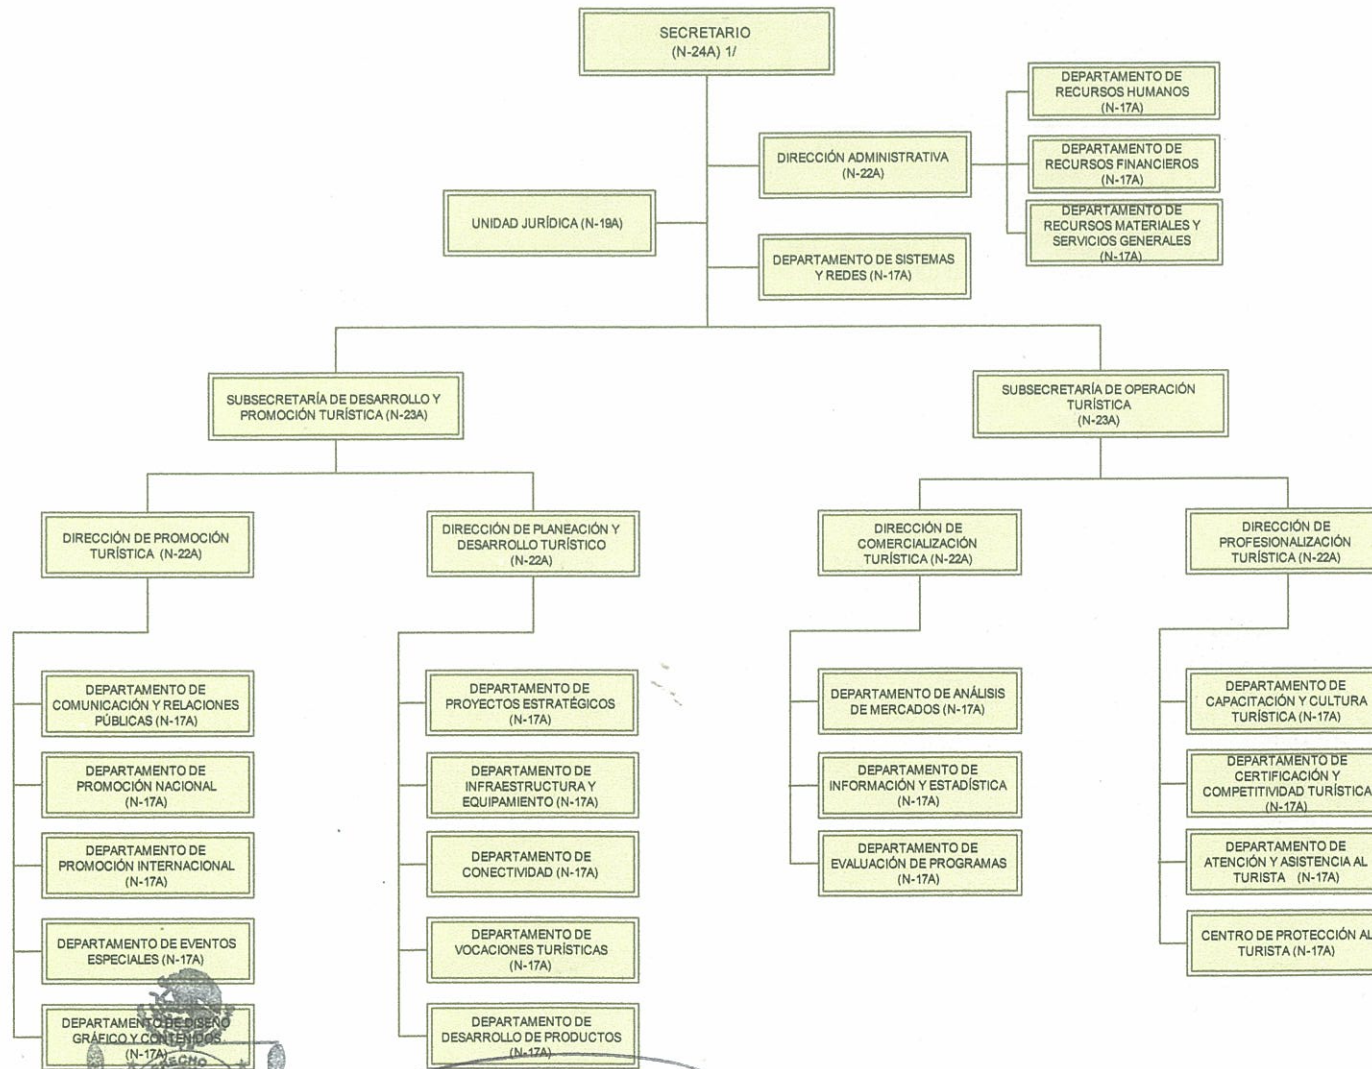 SECRETARIO
(N-24A) 1/
DEPARTAMENTO DE
RECURSOS HUMANOS
(N-17A)
DIRECCIÓN ADMINISTRATIVA
(N-22A)
DEPARTAMENTO DE
RECURSOS FINANCIEROS
(N-17A)
UNIDAD JURÍDICA (N-19A)
DEPARTAMENTO DE
RECURSOS MATERIALES Y
SERVICIOS GENERALES
(N-17A)
DEPARTAMENTO DE SISTEMAS
Y REDES (N-17A)
SUBSECRETARÍA DE DESARROLLO Y
PROMOCIÓN TURÍSTICA (N-23A)
SUBSECRETARÍA DE OPERACIÓN
TURÍSTICA
(N-23A)
DIRECCIÓN DE PROMOCIÓN
TURÍSTICA (N-22A)
DIRECCIÓN DE PLANEACIÓN Y
DESARROLLO TURÍSTICO
(N-22A)
DIRECCIÓN DE
COMERCIALIZACIÓN
TURÍSTICA (N-22A)
DIRECCIÓN DE
PROFESIONALIZACIÓN
TURÍSTICA (N-22A)
DEPARTAMENTO DE
COMUNICACIÓN Y RELACIONES
PÚBLICAS (N-17A)
DEPARTAMENTO DE
PROMOCIÓN NACIONAL
(N-17A)
DEPARTAMENTO DE
PROMOCIÓN INTERNACIONAL
(N-17A)
DEPARTAMENTO DE EVENTOS
ESPECIALES (N-17A)
DEPARTAMENTO DE DISEÑO
GRÁFICO Y CONTENIDOS
(N-17A)
DEPARTAMENTO DE
PROYECTOS ESTRATÉGICOS
(N-17A)
DEPARTAMENTO DE
INFRAESTRUCTURA Y
EQUIPAMIENTO (N-17A)
DEPARTAMENTO DE
CONECTIVIDAD (N-17A)
DEPARTAMENTO DE
VOCACIONES TURÍSTICAS
(N-17A)
DEPARTAMENTO DE
DESARROLLO DE PRODUCTOS
(N-17A)
DEPARTAMENTO DE ANÁLISIS
DE MERCADOS (N-17A)
DEPARTAMENTO DE
INFORMACIÓN Y ESTADÍSTICA
(N-17A)
DEPARTAMENTO DE
EVALUACIÓN DE PROGRAMAS
(N-17A)
DEPARTAMENTO DE
CAPACITACIÓN Y CULTURA
TURÍSTICA (N-17A)
DEPARTAMENTO DE
CERTIFICACIÓN Y
COMPETITIVIDAD TURÍSTICA
(N-17A)
DEPARTAMENTO DE
ATENCIÓN Y ASISTENCIA AL
TURISTA (N-17A)
CENTRO DE PROTECCIÓN AL
TURISTA (N-17A)